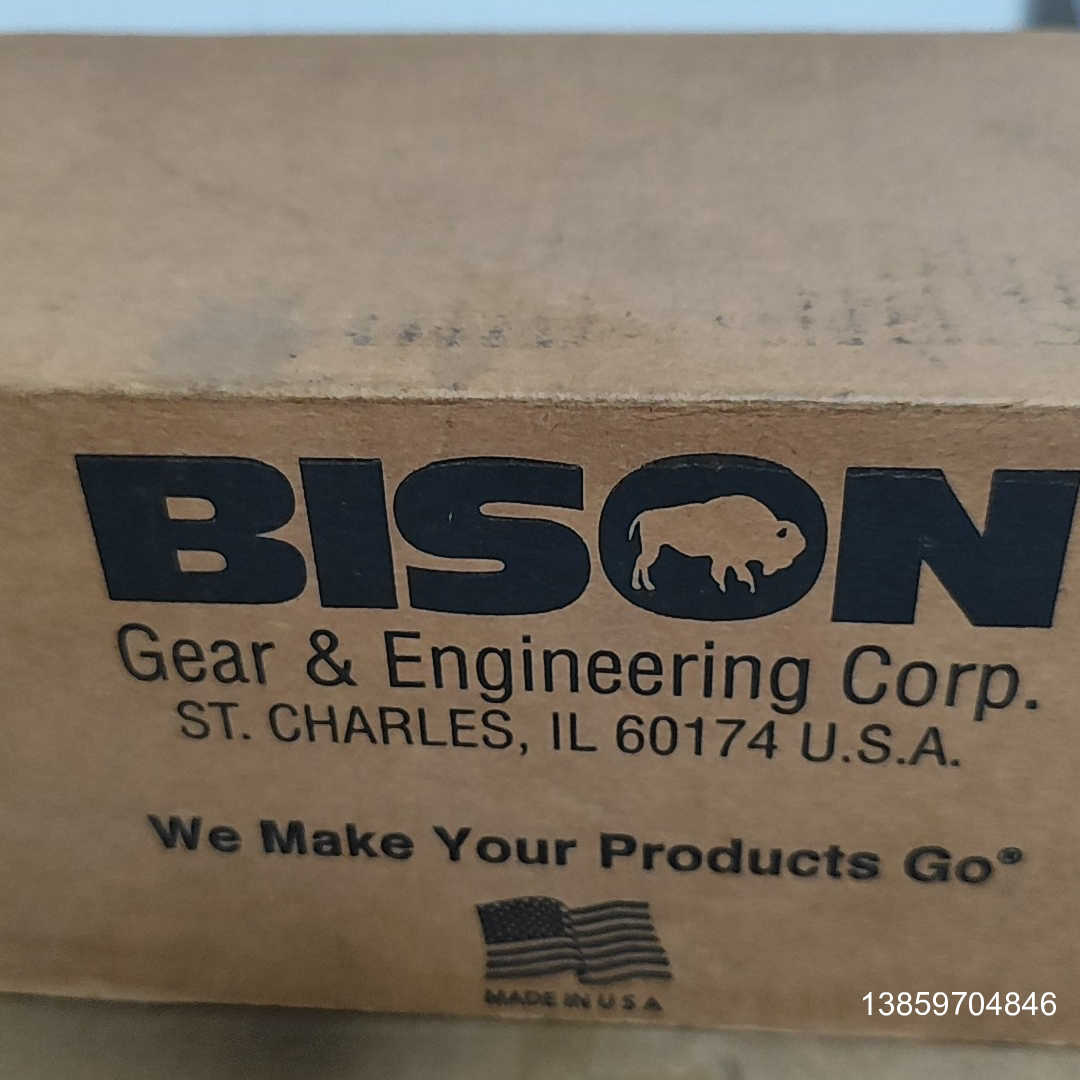 BISON
Gear & Engineering Corp.
ST. CHARLES, IL 60174 U.S.A.
We Make Your Products Go®
MADE IN U S A
13859704846